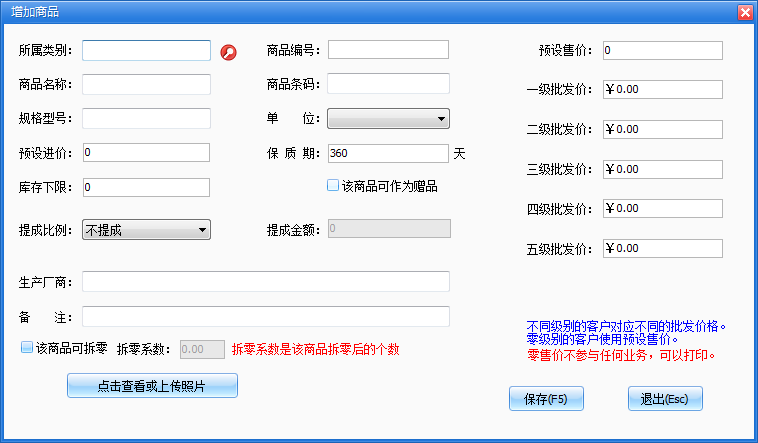 增加商品
所属类别：
商品编号：
预设售价： 0
商品名称：
商品条码：
一级批发价： ￥0.00
规格型号：
单 位：
二级批发价： ￥0.00
预设进价： 0
保 质 期： 360 天
三级批发价： ￥0.00
库存下限： 0
该商品可作为赠品
四级批发价： ￥0.00
提成比例： 不提成
提成金额： 0
五级批发价： ￥0.00
生产厂商：
备 注：
不同级别的客户对应不同的批发价格。
零级别的客户使用预设售价。
零售价不参与任何业务，可以打印。
该商品可拆零 拆零系数： 0.00 拆零系数是该商品拆零后的个数
点击查看或上传照片
保存(F5)
退出(Esc)